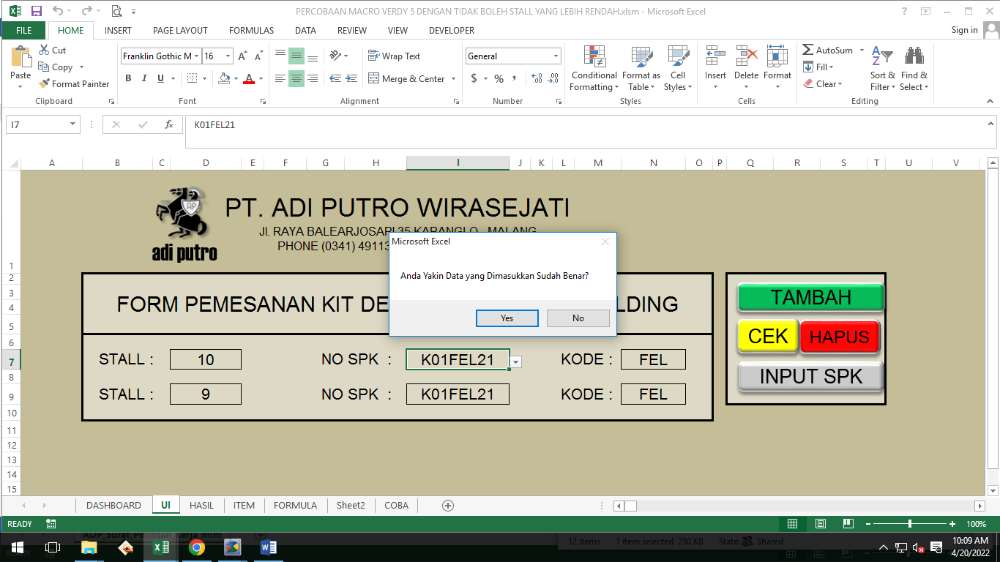 PERCOBAAN MACRO VERDY 5 DENGAN TIDAK BOLEH STALL YANG LEBIH RENDAH.xlsm - Microsoft Excel
FILE HOME INSERT PAGE LAYOUT FORMULAS DATA REVIEW VIEW DEVELOPER Sign in
Paste Cut Copy Format Painter
Franklin Gothic M 16
B I U
Wrap Text
Merge & Center
General
$ % ,
Conditional Formatting
Format as Table
Cell Styles
Insert Delete Format
AutoSum Fill Clear
Sort & Filter
Find & Select
Clipboard Font Alignment Number Styles Cells Editing
I7 fx K01FEL21
A B C D E F G H I J K L M N O P Q R S T U V
1
2
3
4
5
6
7
8
9
10
11
12
13
14
15
AP
adi putro
PT. ADI PUTRO WIRASEJATI
Jl. RAYA BALEARJOSARI 35 KARANGLO - MALANG
PHONE (0341) 49113
FORM PEMESANAN KIT DE LDING
Microsoft Excel
Anda Yakin Data yang Dimasukkan Sudah Benar?
Yes No
STALL : 10 NO SPK : K01FEL21 KODE : FEL
STALL : 9 NO SPK : K01FEL21 KODE : FEL
TAMBAH
CEK HAPUS
INPUT SPK
DASHBOARD UI HASIL ITEM FORMULA Sheet2 COBA
READY 100%
ADP_Surat_Perintah_Kerja_Mini
READY
12 items 1 item selected 250 KB State: Shared
10:09 AM
4/20/2022